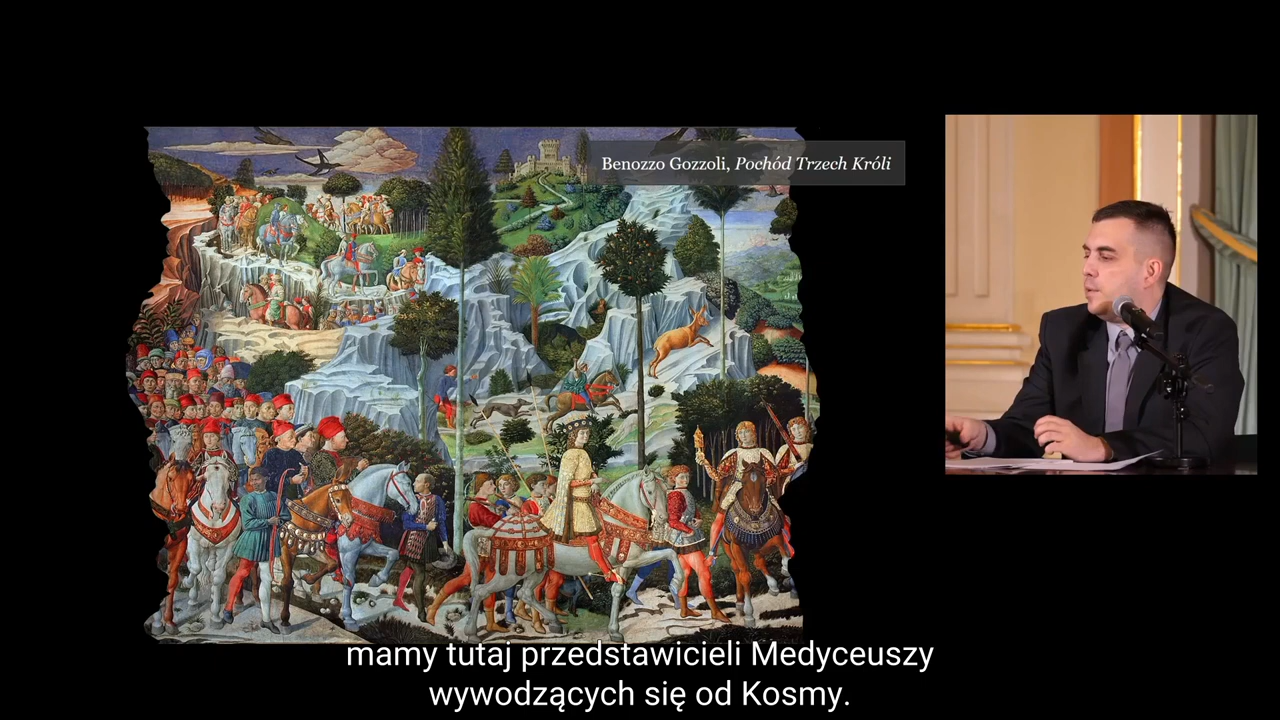 Benozzo Gozzoli, Pochód Trzech Króli
mamy tutaj przedstawicieli Medyceuszy
wywodzących się od Kosmy.